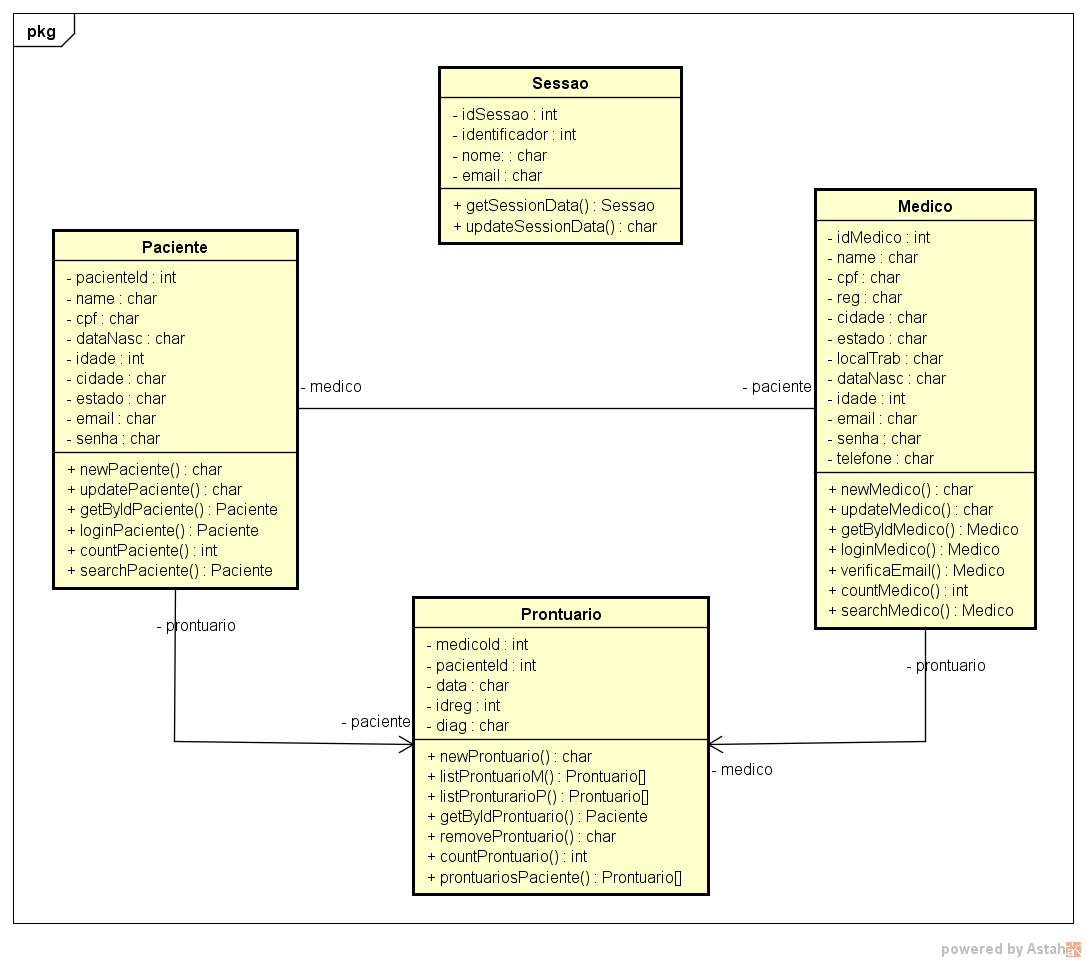 pkg
Sessao
- idSessao : int
- identificador : int
- nome: : char
- email : char
+ getSessionData() : Sessao
+ updateSessionData() : char
Paciente
- pacienteId : int
- name : char
- cpf : char
- dataNasc : char
- idade : int
- cidade : char
- estado : char
- email : char
- senha : char
+ newPaciente() : char
+ updatePaciente() : char
+ getByIdPaciente() : Paciente
+ loginPaciente() : Paciente
+ countPaciente() : int
+ searchPaciente() : Paciente
- medico
- paciente
Medico
- idMedico : int
- name : char
- cpf : char
- reg : char
- cidade : char
- estado : char
- localTrab : char
- dataNasc : char
- idade : int
- email : char
- senha : char
- telefone : char
+ newMedico() : char
+ updateMedico() : char
+ getByIdMedico() : Medico
+ loginMedico() : Medico
+ verificaEmail() : Medico
+ countMedico() : int
+ searchMedico() : Medico
- prontuario
- paciente
Prontuario
- medicoId : int
- pacienteId : int
- data : char
- idreg : int
- diag : char
+ newProntuario() : char
+ listProntuarioM() : Prontuario[]
+ listPronturarioP() : Prontuario[]
+ getByIdProntuario() : Paciente
+ removeProntuario() : char
+ countProntuario() : int
+ prontuariosPaciente() : Prontuario[]
- prontuario
- medico
powered by Astah